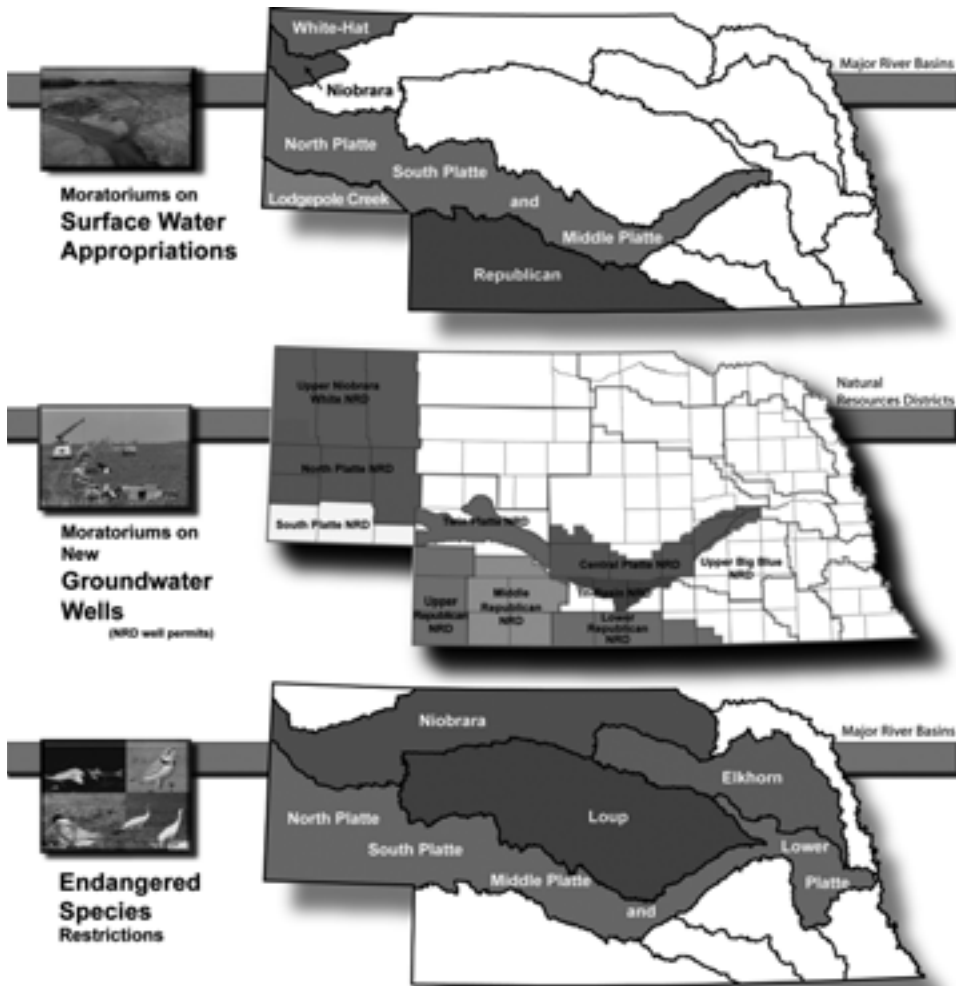 White-Hat
Major River Basins
Niobrara
North Platte
South Platte
Lodgepole Creek
and
Middle Platte
Republican
Moratoriums on
Surface Water
Appropriations
Upper Niobrara
White NRD
Natural
Resources Districts
North Platte NRD
South Platte NRD
Twin Platte NRD
Central Platte NRD
Upper Big Blue
NRD
Tri-Basin NRD
Middle
Republican
NRD
Upper
Republican
NRD
Lower
Republican
NRD
Moratoriums on
New
Groundwater
Wells
(NRD well permits)
Niobrara
Major River Basins
Elkhorn
Loup
North Platte
South Platte
Lower
Middle Platte
Platte
and
Endangered
Species
Restrictions